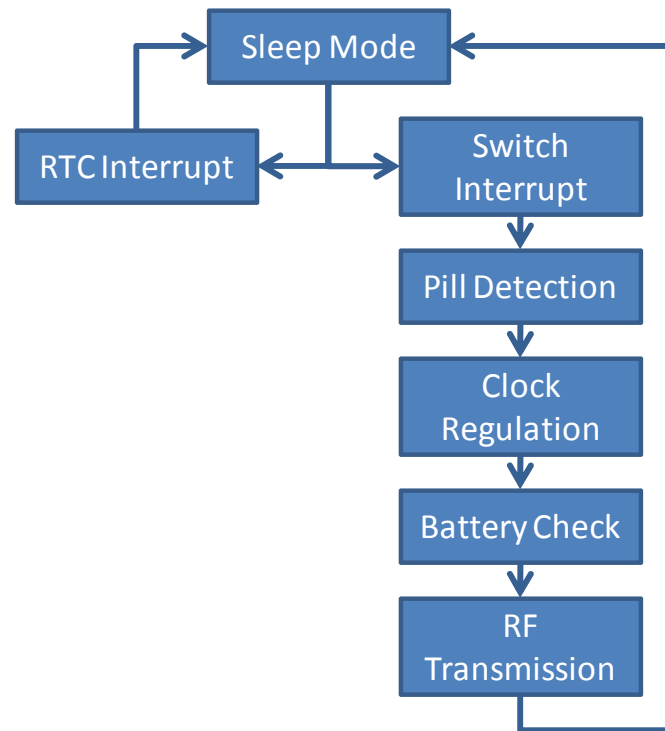 Sleep Mode
RTC Interrupt
Switch
Interrupt
Pill Detection
Clock
Regulation
Battery Check
RF
Transmission